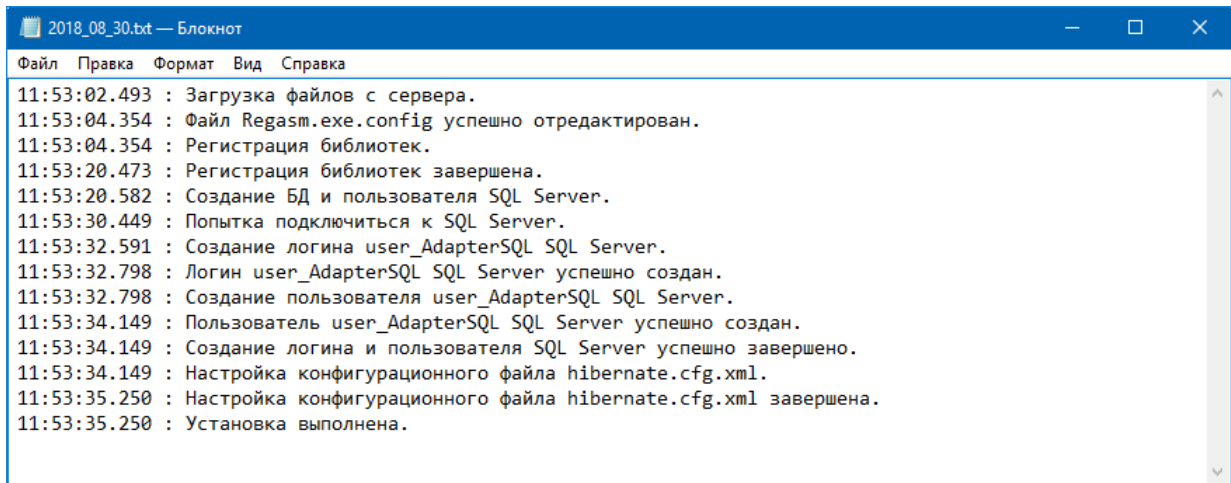 2018_08_30.txt — Блокнот
Файл Правка Формат Вид Справка
11:53:02.493 : Загрузка файлов с сервера.
11:53:04.354 : Файл Regasm.exe.config успешно отредактирован.
11:53:04.354 : Регистрация библиотек.
11:53:20.473 : Регистрация библиотек завершена.
11:53:20.582 : Создание БД и пользователя SQL Server.
11:53:30.449 : Попытка подключиться к SQL Server.
11:53:32.591 : Создание логина user_AdapterSQL SQL Server.
11:53:32.798 : Логин user_AdapterSQL SQL Server успешно создан.
11:53:32.798 : Создание пользователя user_AdapterSQL SQL Server.
11:53:34.149 : Пользователь user_AdapterSQL SQL Server успешно создан.
11:53:34.149 : Создание логина и пользователя SQL Server успешно завершено.
11:53:34.149 : Настройка конфигурационного файла hibernate.cfg.xml.
11:53:35.250 : Настройка конфигурационного файла hibernate.cfg.xml завершена.
11:53:35.250 : Установка выполнена.